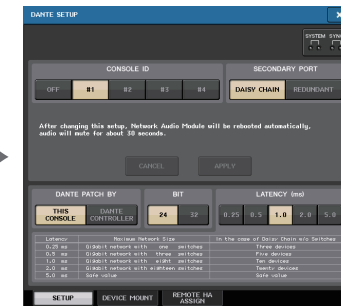 DANTE SETUP
SYSTEM SYNC
CONSOLE ID
SECONDARY PORT
OFF #1 #2 #3 #4 DAISY CHAIN REDUNDANT
After changing this setup, Network Audio Module will be rebooted automatically,
audio will mute for about 30 seconds.
CANCEL APPLY
DANTE PATCH BY
BIT
LATENCY (ms)
THIS CONSOLE DANTE CONTROLLER 24 32 0.25 0.5 1.0 2.0 5.0
Latency Maximum Network Size In the case of Daisy Chain w/o Switches
0.25 ms Gigabit network with one switches Three devices
0.5 ms Gigabit network with three switches Five devices
1.0 ms Gigabit network with eight switches Ten devices
2.0 ms Gigabit network with eighteen switches Twenty devices
5.0 ms Safe value Safe value
SETUP DEVICE MOUNT REMOTE HA ASSIGN